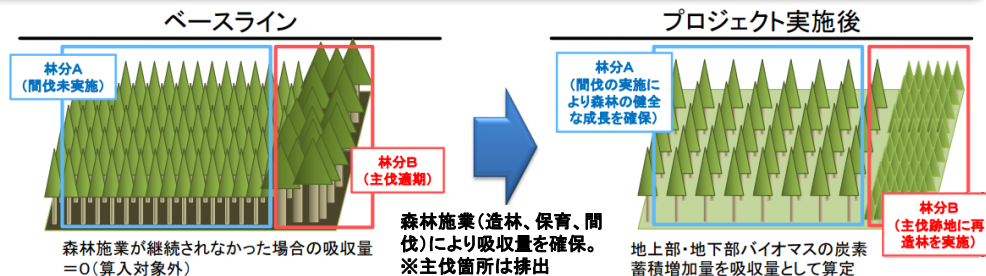 ベースライン
林分A
(間伐未実施)
林分B
(主伐適期)
森林施業が継続されなかった場合の吸収量
=0(算入対象外)
森林施業(造林、保育、間
伐)により吸収量を確保。
※主伐箇所は排出
プロジェクト実施後
林分A
(間伐の実施に
より森林の健全
な成長を確保)
林分B
(主伐跡地に再
造林を実施)
地上部・地下部バイオマスの炭素
蓄積増加量を吸収量として算定